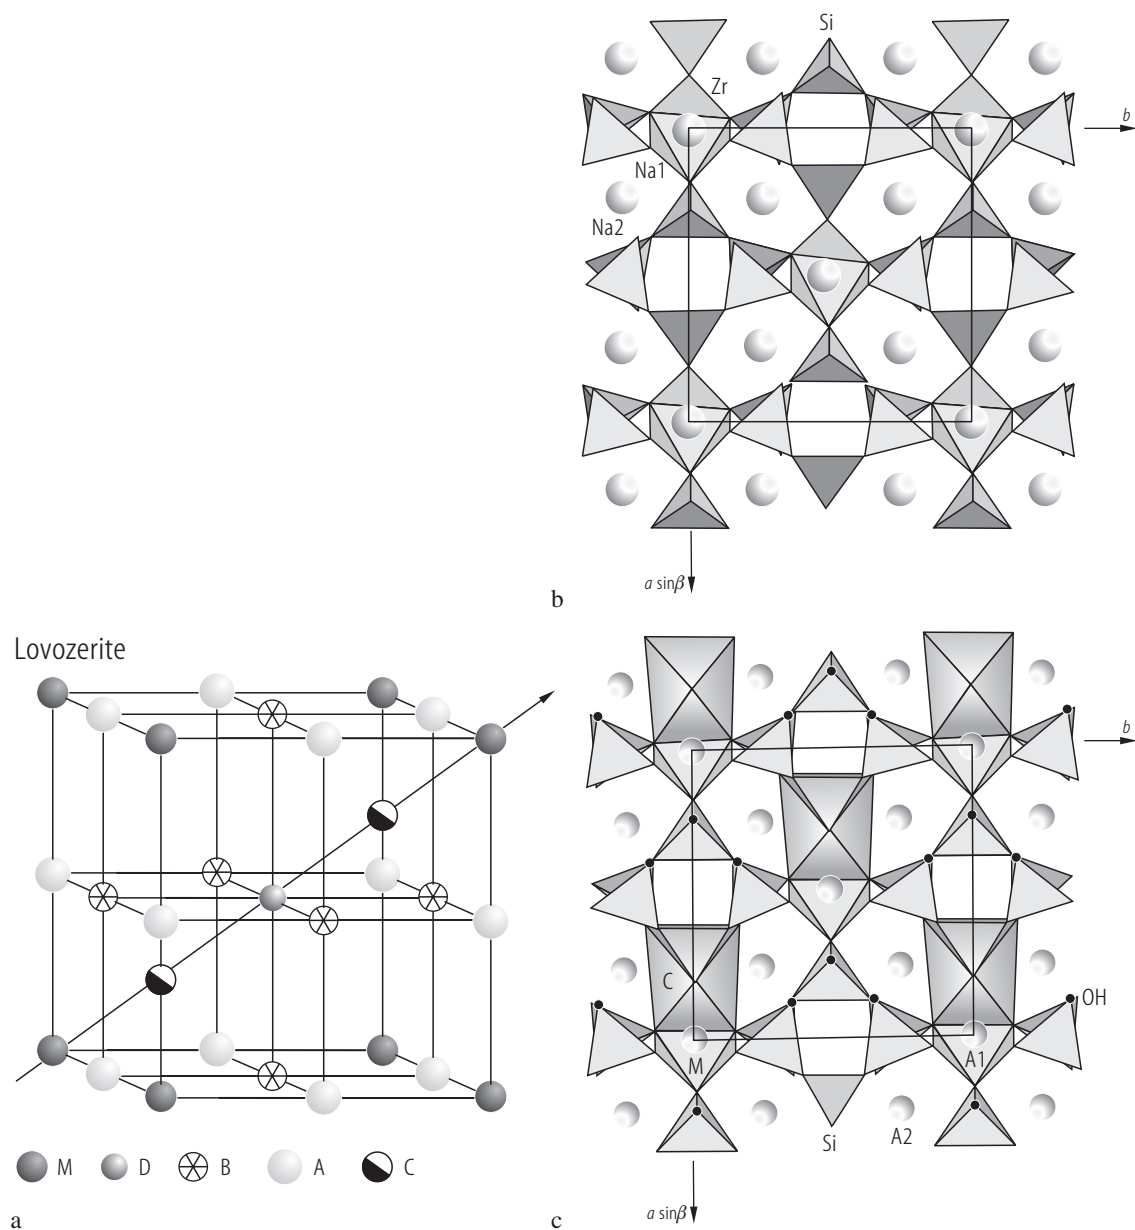 Si
Zr
b
Na1
Na2
a sinβ
b
Lovozerite
b
C
OH
M
A1
Si
A2
M D B A C
a sinβ
a
c